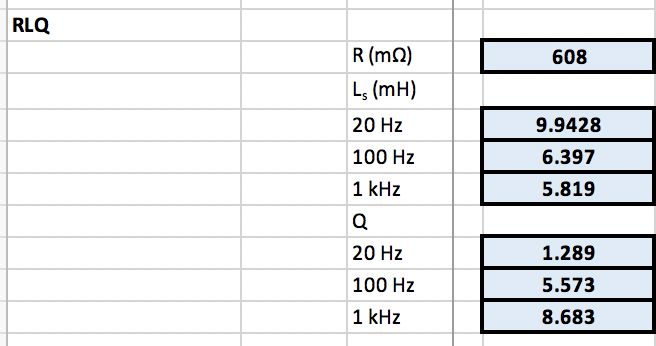 RLQ
R (mΩ) 608
Lₛ (mH)
20 Hz 9.9428
100 Hz 6.397
1 kHz 5.819
Q
20 Hz 1.289
100 Hz 5.573
1 kHz 8.683